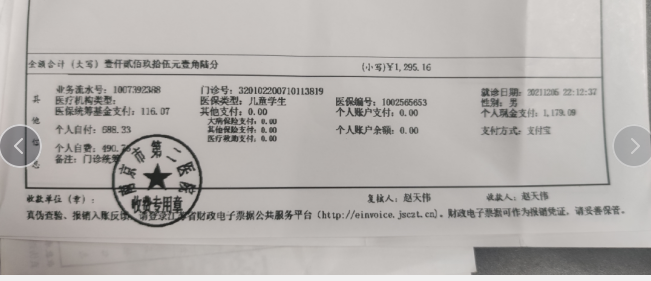 金额合计（大写）壹仟贰佰玖拾伍元壹角陆分 （小写）¥1,295.16
业务流水号：1007392388 门诊号：320102200710113819 就诊日期：20211206 22:12:37
其 医疗机构类型： 医保类型：儿童学生 医保编号：1002565653 性别：男
医保统筹基金支付：116.07 其他支付：0.00 个人账户支付：0.00 个人现金支付：1,179.09
他 大病保险支付：0.00
个人自付：688.33 其他保险支付：0.00 个人账户余额：0.00 支付方式：支付宝
医疗救助支付：0.00
个人自费：490.76
备注：门诊统筹
南京市第二医院
收费专用章
收款单位（章）： 复核人：赵天伟 收款人：赵天伟
真伪查验、报销入账反馈，请登录江苏省财政电子票据公共服务平台（http://einvoice.jsczt.cn）。财政电子票据可作为报销凭证，请妥善保管。